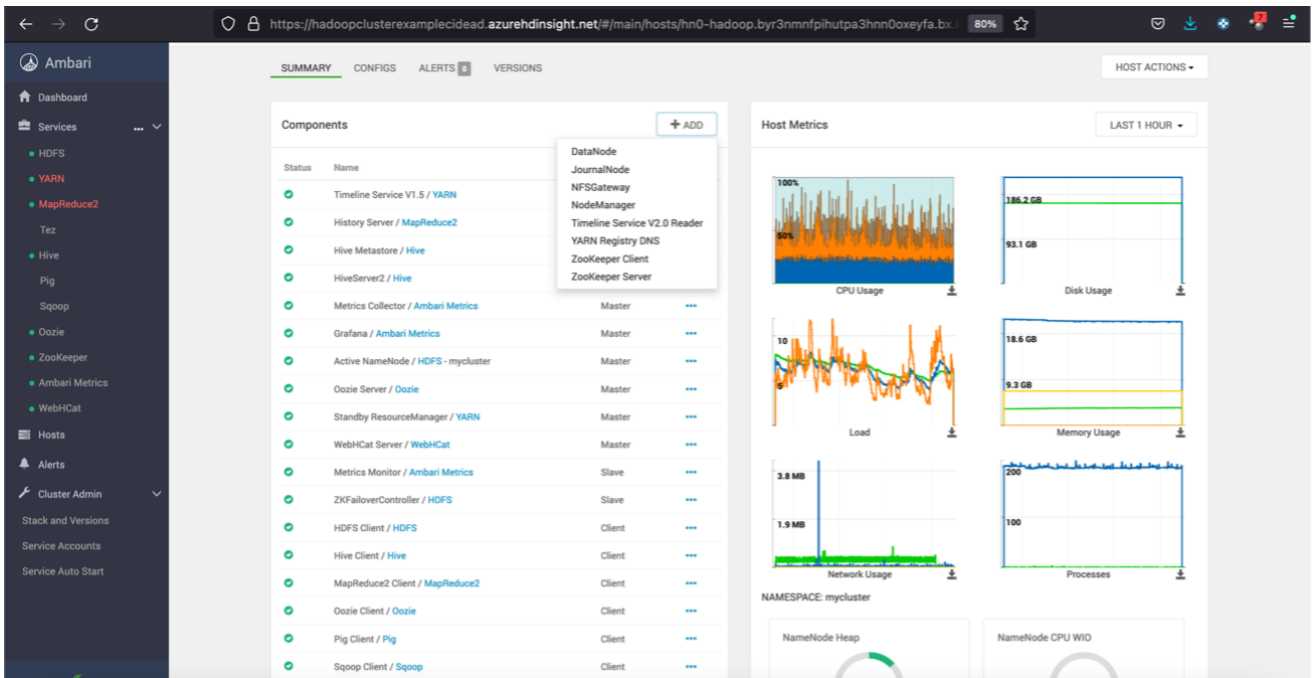 https://hadoopclusterexamplecidead.azurehdinsight.net/#/main/hosts/hn0-hadoop.byr3nmnfpihutpa3hnn0oxeyfa.bx.i 80%
7
Ambari
Dashboard
Services ...
HDFS
YARN
MapReduce2
Tez
Hive
Pig
Sqoop
Oozie
ZooKeeper
Ambari Metrics
WebHCat
Hosts
Alerts
Cluster Admin
Stack and Versions
Service Accounts
Service Auto Start
SUMMARY CONFIGS ALERTS 0 VERSIONS
HOST ACTIONS
Components + ADD
DataNode
JournalNode
NFSGateway
NodeManager
Timeline Service V2.0 Reader
YARN Registry DNS
ZooKeeper Client
ZooKeeper Server
Status Name
Timeline Service V1.5 / YARN
History Server / MapReduce2
Hive Metastore / Hive
HiveServer2 / Hive
Metrics Collector / Ambari Metrics Master ...
Grafana / Ambari Metrics Master ...
Active NameNode / HDFS - mycluster Master ...
Oozie Server / Oozie Master ...
Standby ResourceManager / YARN Master ...
WebHCat Server / WebHCat Master ...
Metrics Monitor / Ambari Metrics Slave ...
ZKFailoverController / HDFS Slave ...
HDFS Client / HDFS Client ...
Hive Client / Hive Client ...
MapReduce2 Client / MapReduce2 Client ...
Oozie Client / Oozie Client ...
Pig Client / Pig Client ...
Sqoop Client / Sqoop Client ...
Host Metrics LAST 1 HOUR
100%
50%
CPU Usage
186.2 GB
93.1 GB
Disk Usage
10
5
Load
18.6 GB
9.3 GB
Memory Usage
3.8 MB
1.9 MB
Network Usage
200
100
Processes
NAMESPACE: mycluster
NameNode Heap
NameNode CPU WIO